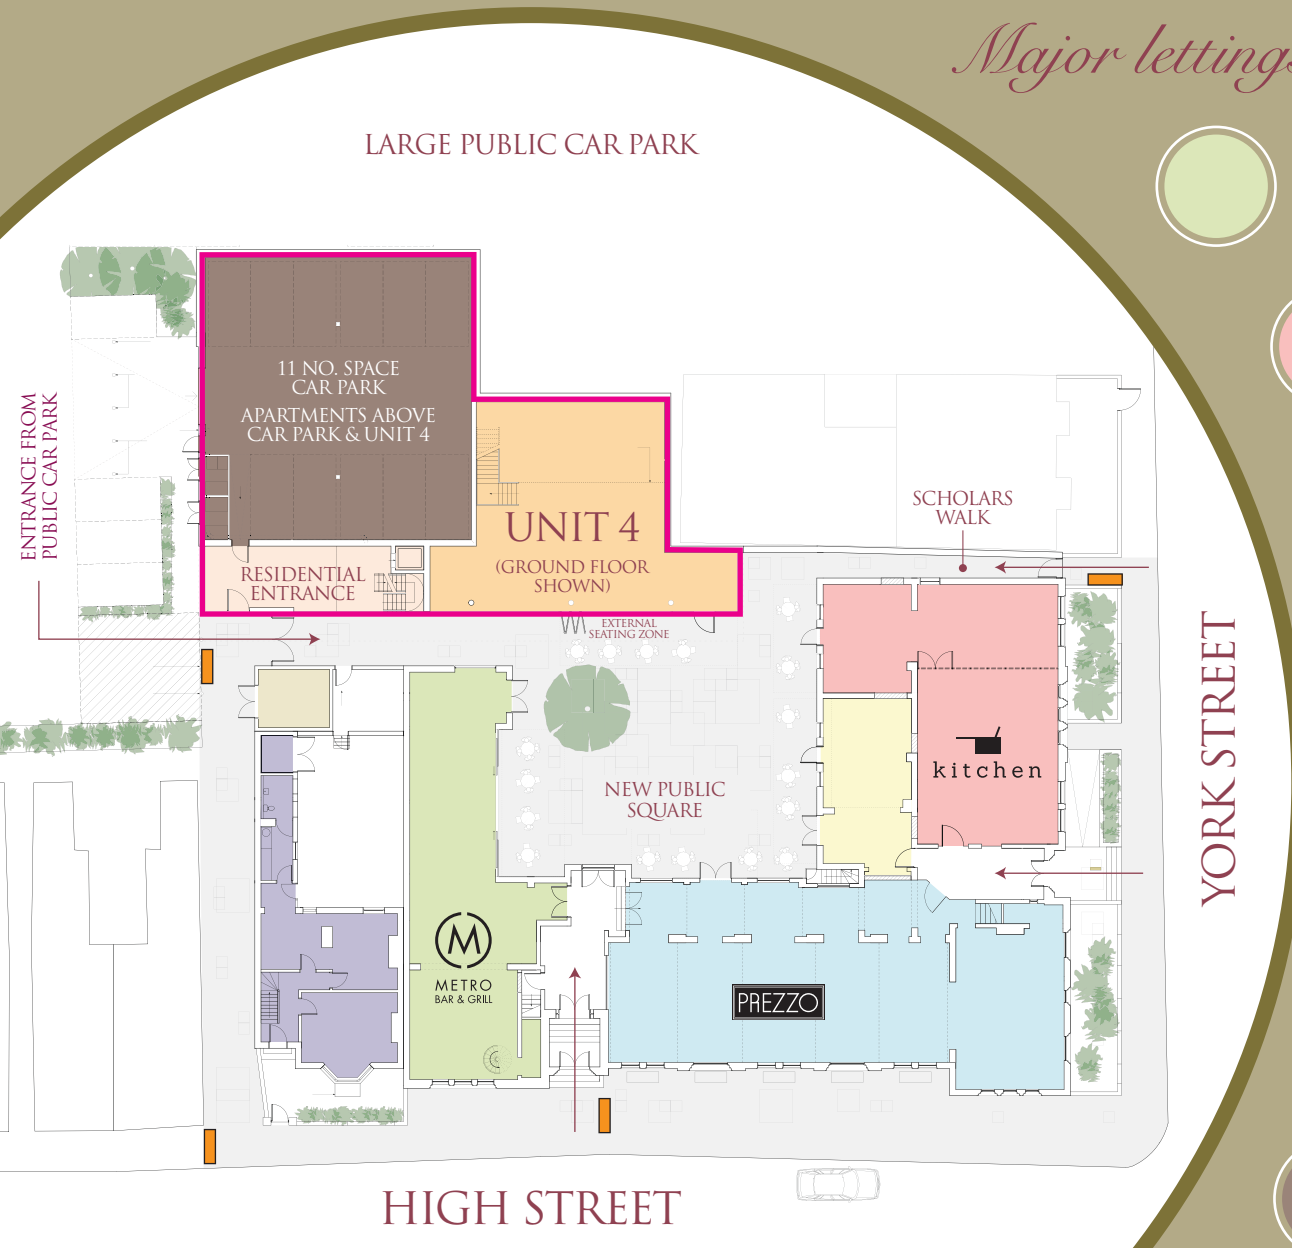 Major lettings
LARGE PUBLIC CAR PARK
11 NO. SPACE
CAR PARK
APARTMENTS ABOVE
CAR PARK & UNIT 4
ENTRANCE FROM
PUBLIC CAR PARK
SCHOLARS
WALK
UNIT 4
(GROUND FLOOR
SHOWN)
RESIDENTIAL
ENTRANCE
EXTERNAL
SEATING ZONE
YORK STREET
kitchen
NEW PUBLIC
SQUARE
M
METRO
BAR & GRILL
PREZZO
HIGH STREET